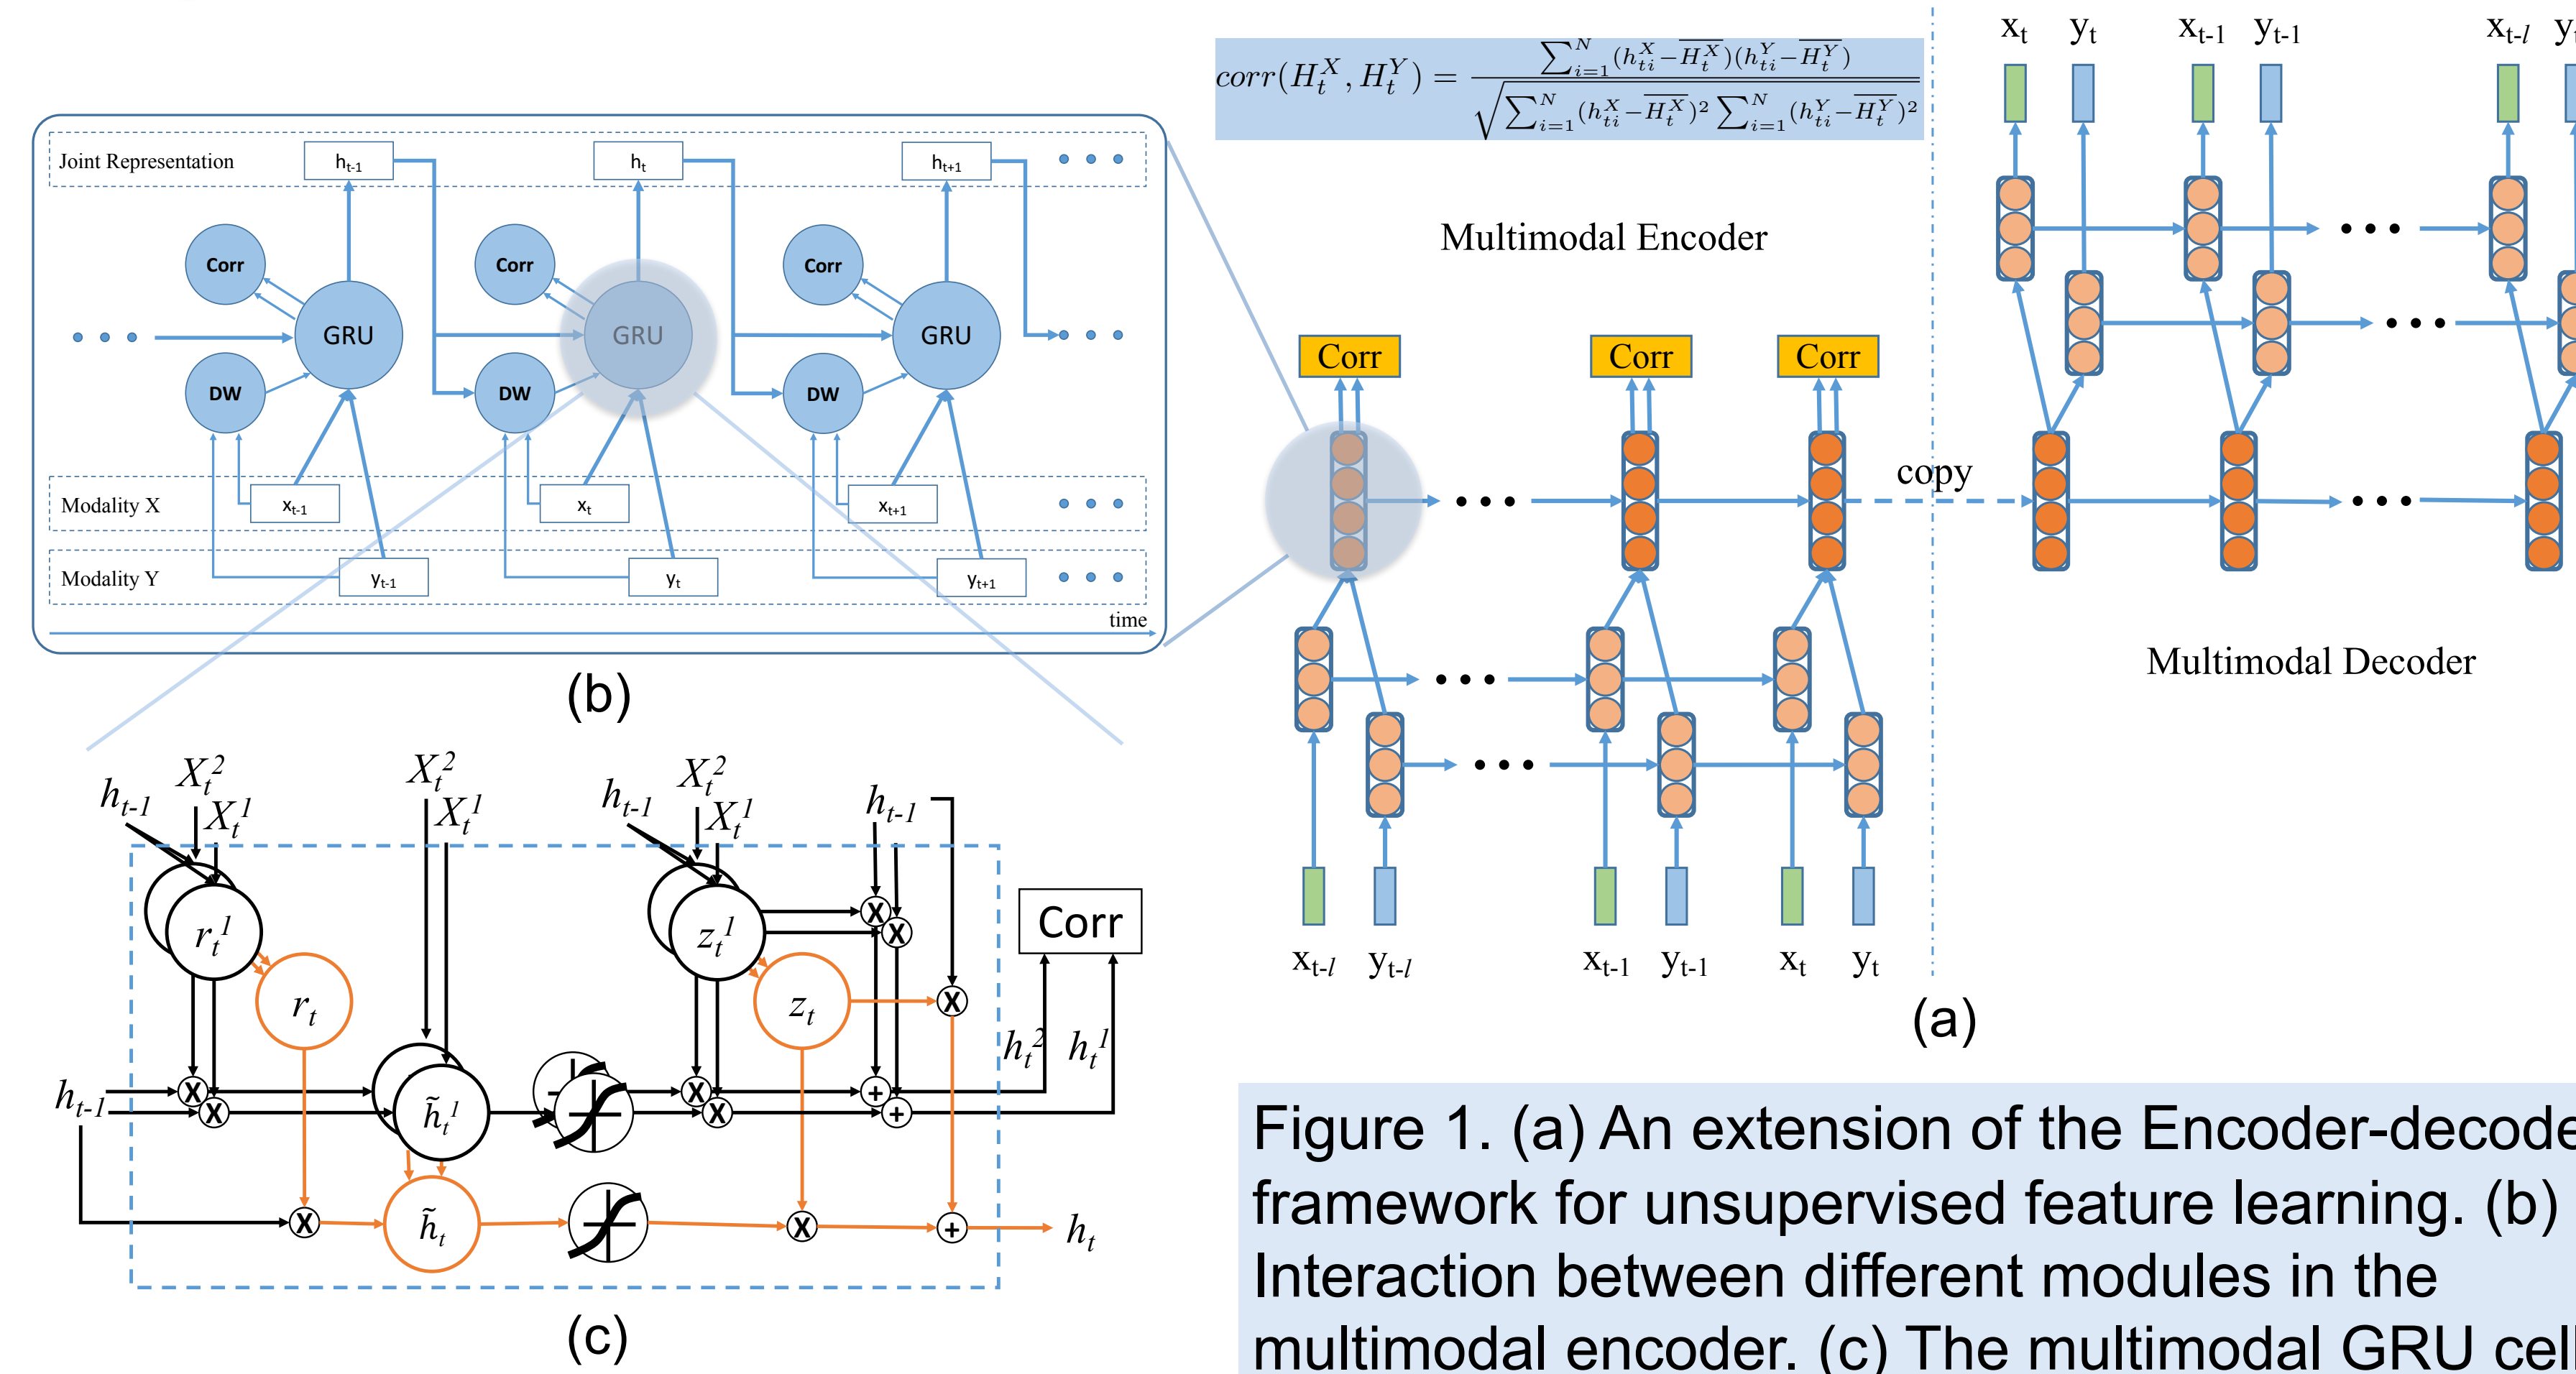 corr(H_t^X, H_t^Y) = \frac{\sum_{i=1}^{N}(h_{ti}^X - \overline{H_t^X})(h_{ti}^Y - \overline{H_t^Y})}{\sqrt{\sum_{i=1}^{N}(h_{ti}^X - \overline{H_t^X})^2 \sum_{i=1}^{N}(h_{ti}^Y - \overline{H_t^Y})^2}}
Joint Representation h_{t-1} h_t h_{t+1}
Corr Corr Corr
GRU GRU GRU
DW DW DW
Modality X x_{t-1} x_t x_{t+1}
Modality Y y_{t-1} y_t y_{t+1}
time
(b)
x_t y_t x_{t-1} y_{t-1} x_{t-l}
Multimodal Encoder
Corr Corr Corr
copy
Multimodal Decoder
x_{t-l} y_{t-l} x_{t-1} y_{t-1} x_t y_t
(a)
h_{t-1} X_t^2 X_t^1 X_t^2 X_t^1 h_{t-1} X_t^2 X_t^1 h_{t-1}
r_t^1 z_t^1 X X Corr
r_t z_t X
h_t^2 h_t^1
h_{t-1} X X h̃_t^1 X X + +
X h̃_t X + h_t
(c)
Figure 1. (a) An extension of the Encoder-decode
framework for unsupervised feature learning. (b)
Interaction between different modules in the
multimodal encoder. (c) The multimodal GRU cell